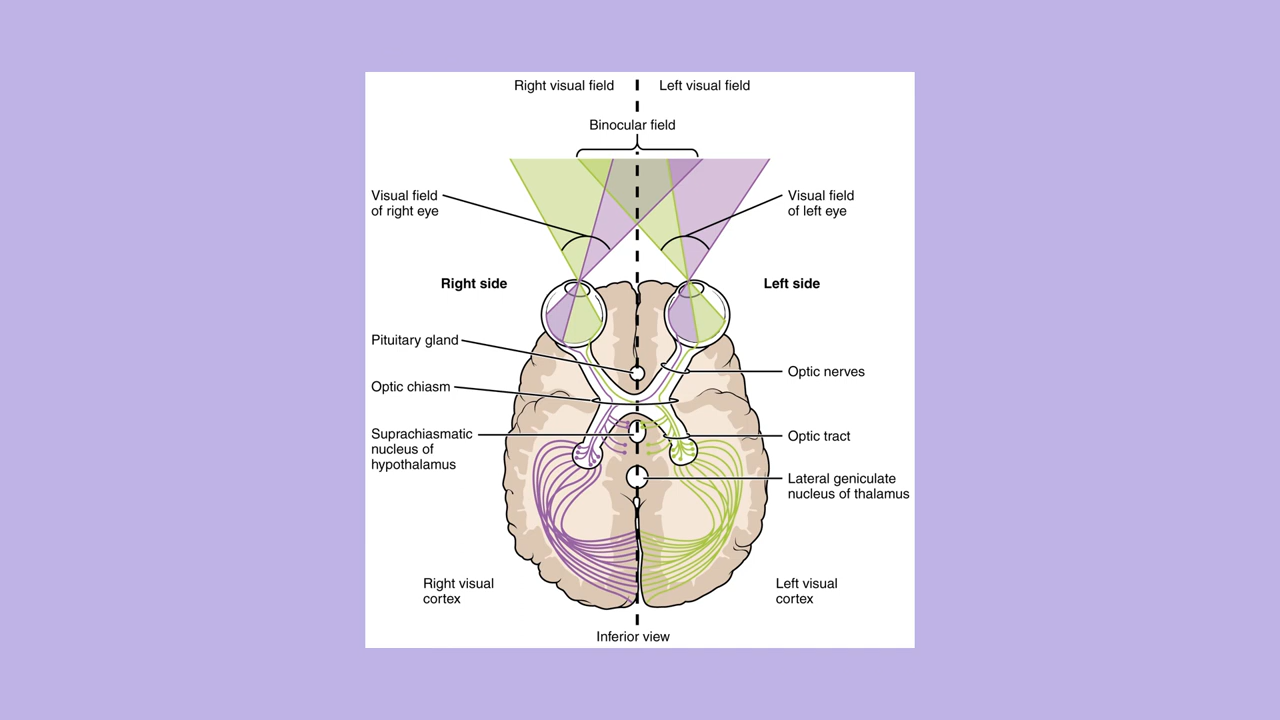 Right visual field
Left visual field
Binocular field
Visual field
of right eye
Visual field
of left eye
Right side
Left side
Pituitary gland
Optic nerves
Optic chiasm
Suprachiasmatic
nucleus of
hypothalamus
Optic tract
Lateral geniculate
nucleus of thalamus
Right visual
cortex
Left visual
cortex
Inferior view